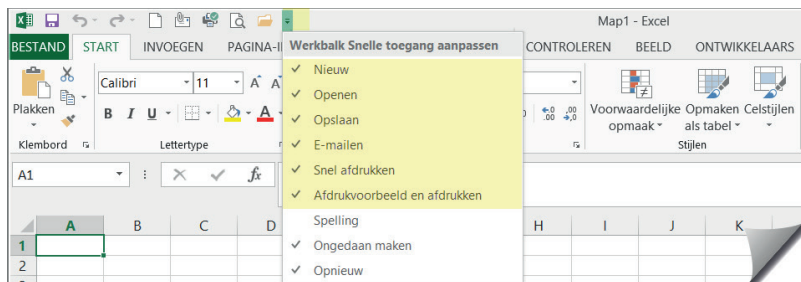 Map1 - Excel
BESTAND START INVOEGEN PAGINA-I CONTROLEREN BEELD ONTWIKKELAARS
Werkbalk Snelle toegang aanpassen
Nieuw
Openen
Opslaan
E-mailen
Snel afdrukken
Afdrukvoorbeeld en afdrukken
Spelling
Ongedaan maken
Opnieuw
Plakken
Klembord
Calibri 11 A A
B I U A
Lettertype
Voorwaardelijke opmaak
Opmaken als tabel
Celstijlen
Stijlen
A1 fx
A B C D H I J K
1
2